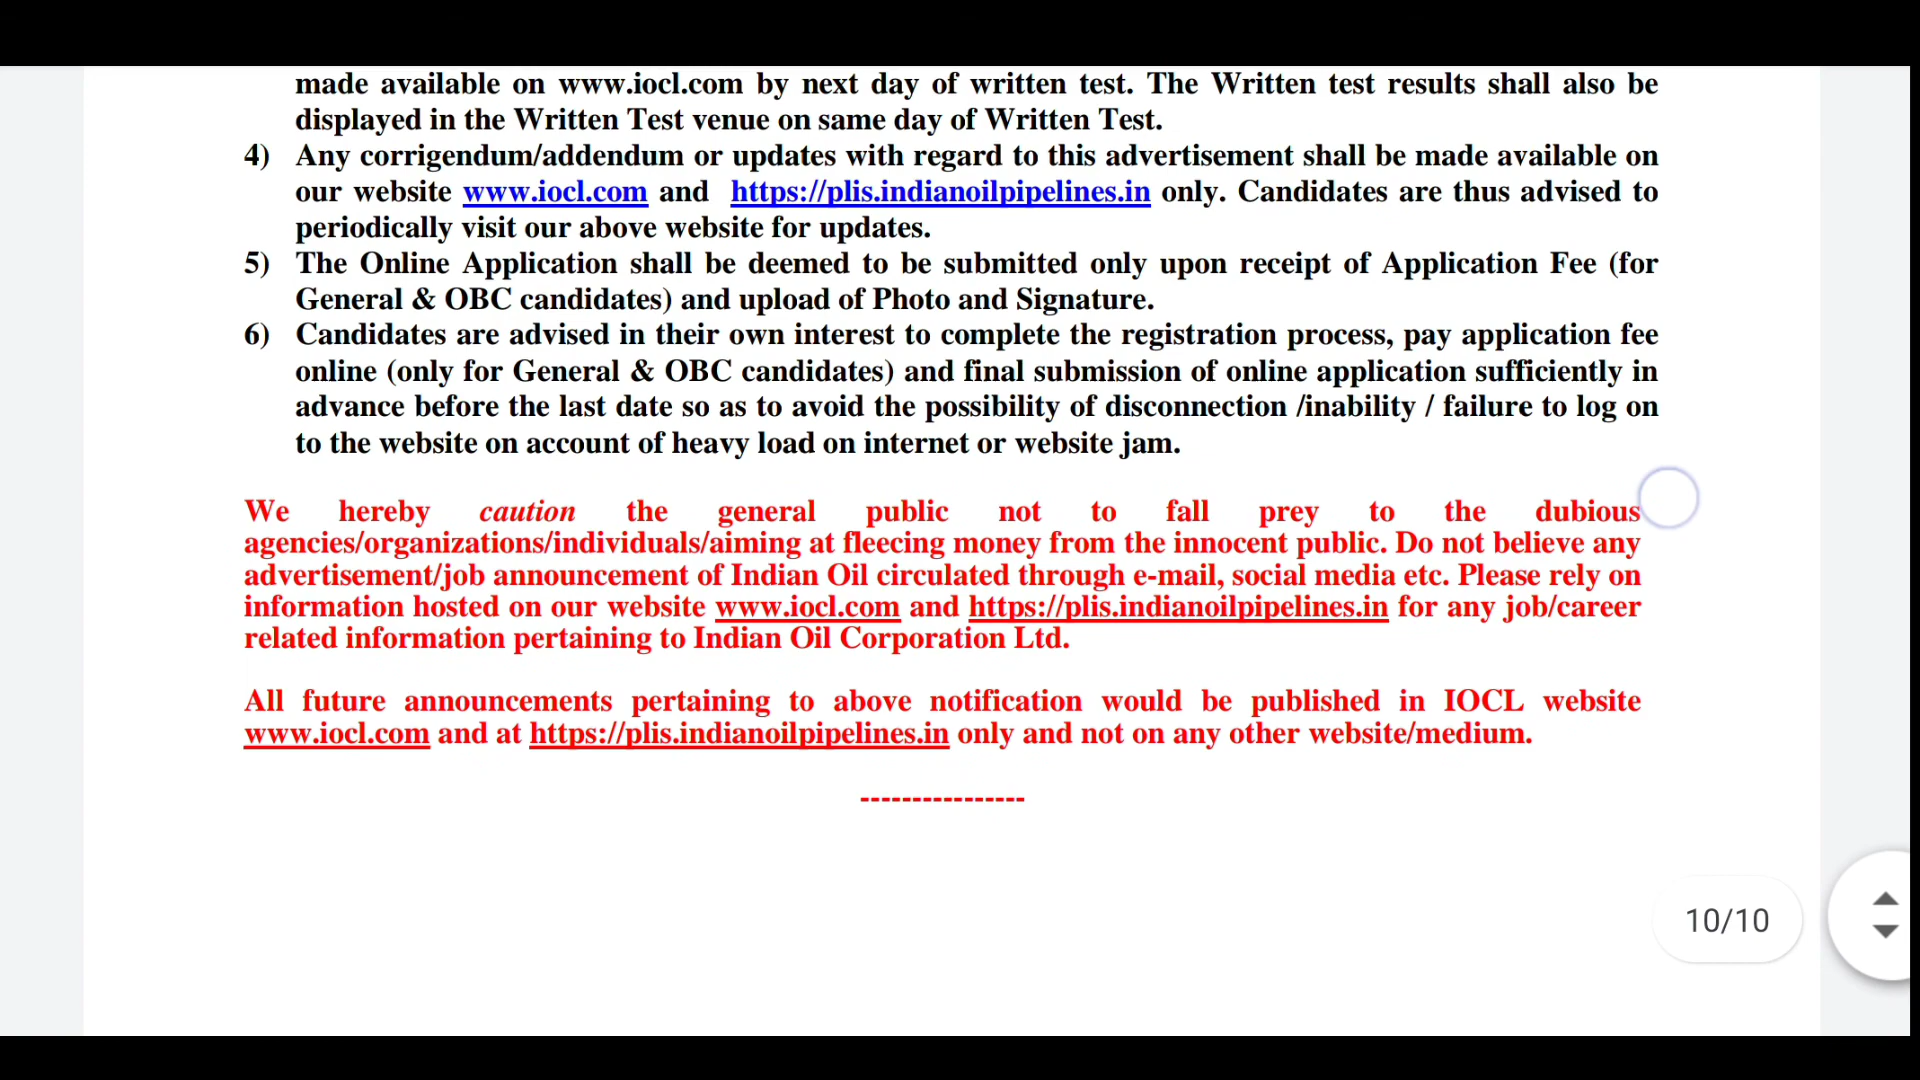 made available on www.iocl.com by next day of written test. The Written test results shall also be
displayed in the Written Test venue on same day of Written Test.
4) Any corrigendum/addendum or updates with regard to this advertisement shall be made available on
our website www.iocl.com and https://plis.indianoilpipelines.in only. Candidates are thus advised to
periodically visit our above website for updates.
5) The Online Application shall be deemed to be submitted only upon receipt of Application Fee (for
General & OBC candidates) and upload of Photo and Signature.
6) Candidates are advised in their own interest to complete the registration process, pay application fee
online (only for General & OBC candidates) and final submission of online application sufficiently in
advance before the last date so as to avoid the possibility of disconnection /inability / failure to log on
to the website on account of heavy load on internet or website jam.
We hereby caution the general public not to fall prey to the dubious
agencies/organizations/individuals/aiming at fleecing money from the innocent public. Do not believe any
advertisement/job announcement of Indian Oil circulated through e-mail, social media etc. Please rely on
information hosted on our website www.iocl.com and https://plis.indianoilpipelines.in for any job/career
related information pertaining to Indian Oil Corporation Ltd.
All future announcements pertaining to above notification would be published in IOCL website
www.iocl.com and at https://plis.indianoilpipelines.in only and not on any other website/medium.
----------------
10/10